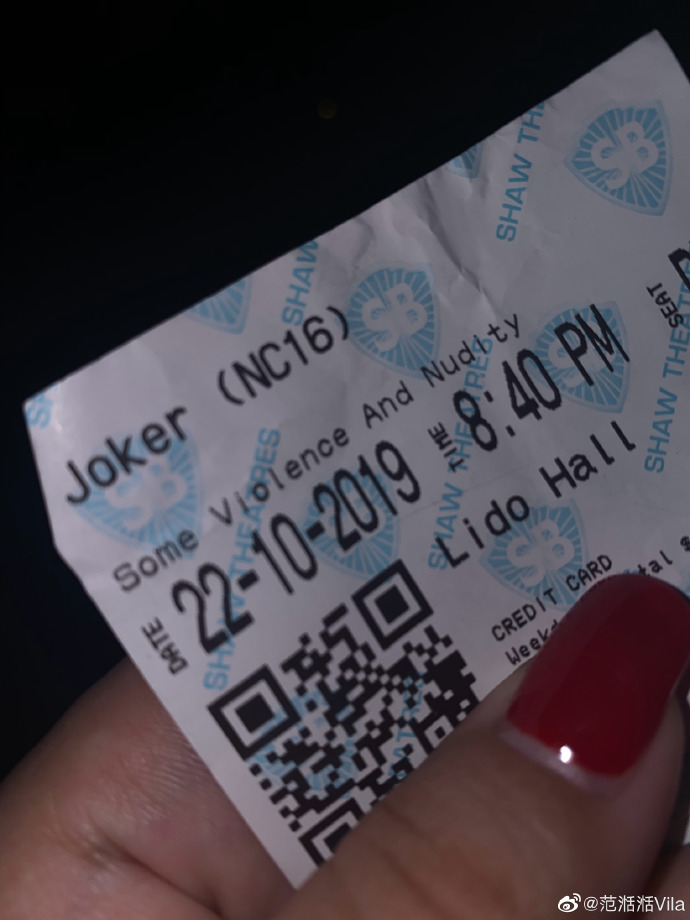 Joker (NC16)
Some Violence And Nudity
DATE 22-10-2019 TIME 8:40 PM SEAT
Lido Hall
CREDIT CARD
SHAW THEATRES
SB
@范湉湉Vila